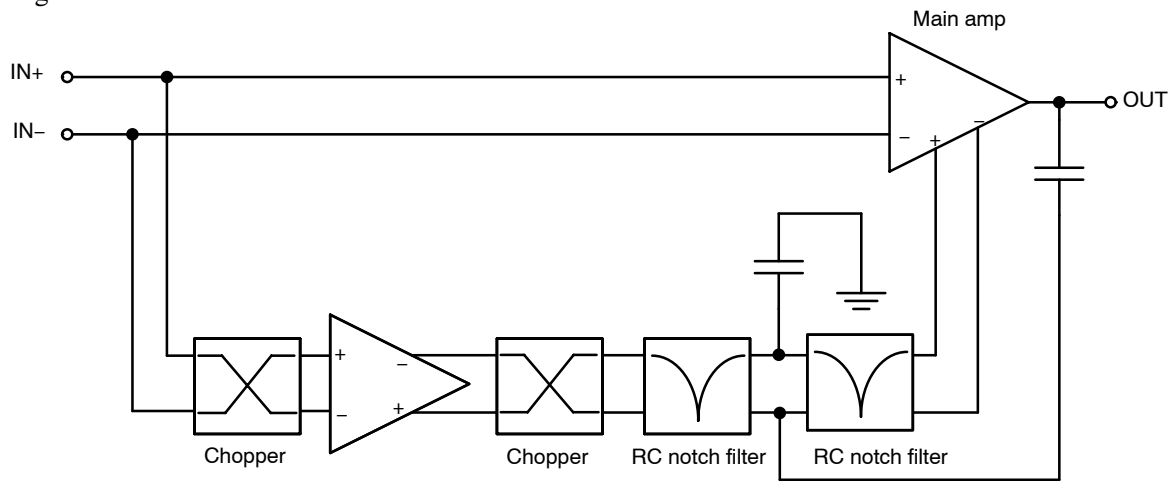 Main amp
IN+
+
IN−
−
OUT
+ −
+ −
− +
Chopper
Chopper
RC notch filter
RC notch filter